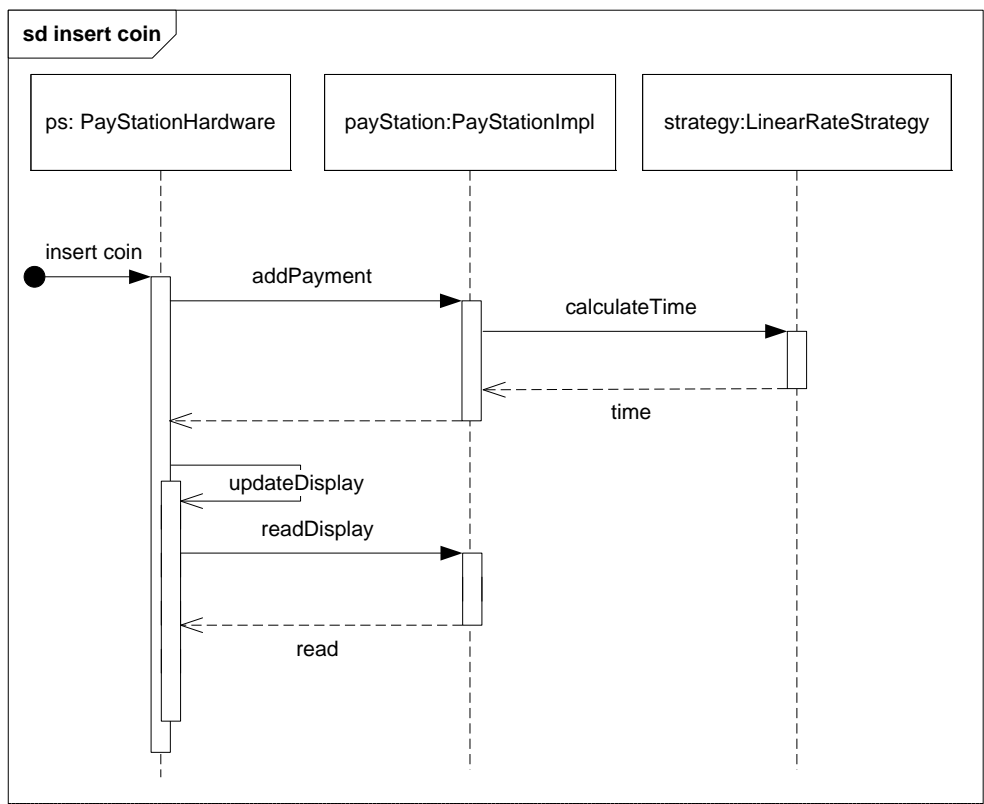 sd insert coin
ps: PayStationHardware
payStation:PayStationImpl
strategy:LinearRateStrategy
insert coin
addPayment
calculateTime
time
updateDisplay
readDisplay
read